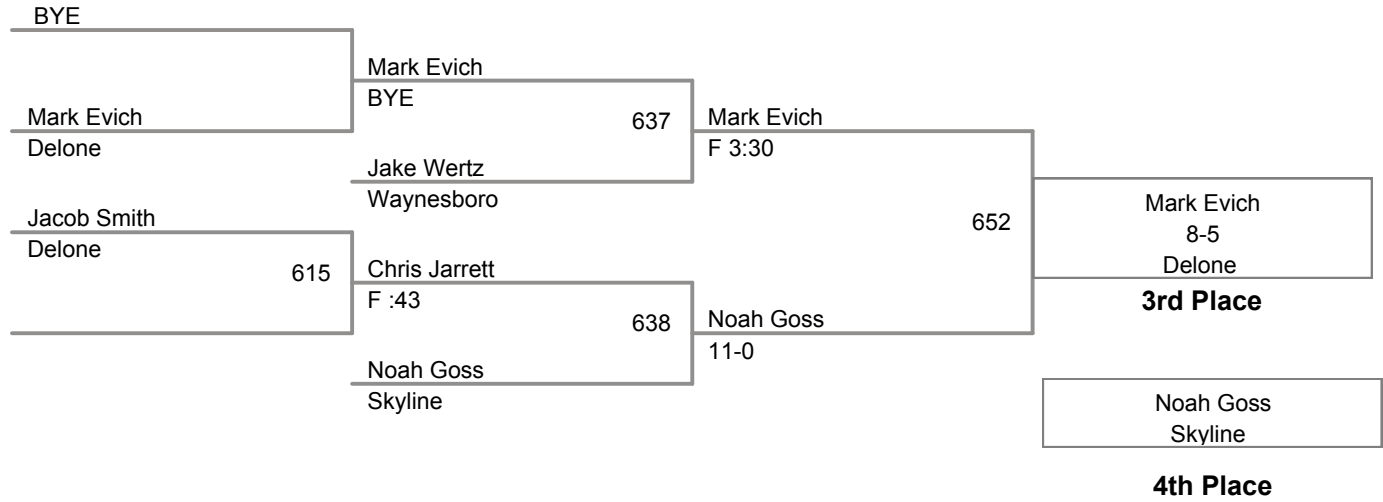 BYE
Mark Evich
BYE
Mark Evich
Delone
637
Mark Evich
F 3:30
Jake Wertz
Waynesboro
Jacob Smith
Delone
652
Mark Evich
8-5
Delone
3rd Place
615
Chris Jarrett
F :43
638
Noah Goss
11-0
Noah Goss
Skyline
Noah Goss
Skyline
4th Place